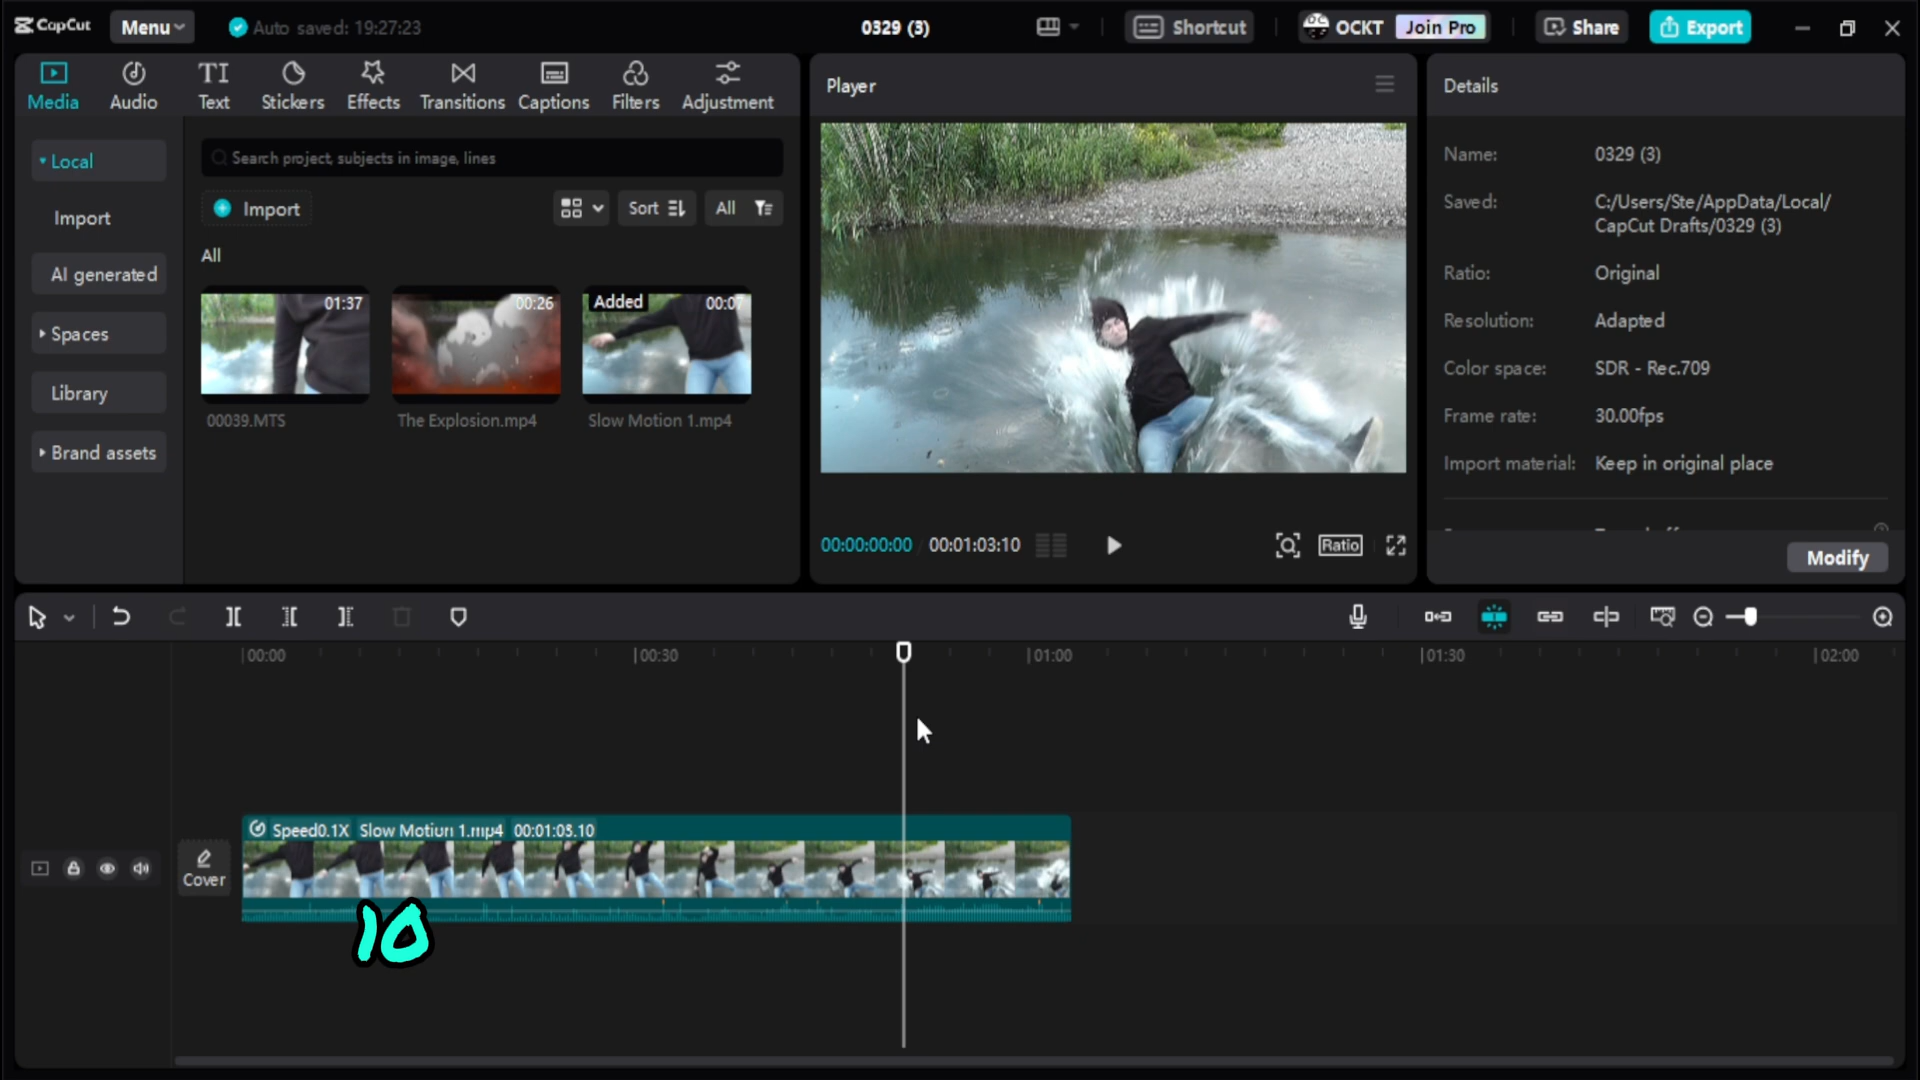 CapCut
Menu
Auto saved: 19:27:23
0329 (3)
Shortcut
OCKT
Join Pro
Share
Export
Media
Audio
Text
Stickers
Effects
Transitions
Captions
Filters
Adjustment
Local
Import
AI generated
Spaces
Library
Brand assets
Search project, subjects in image, lines
Import
Sort
All
All
01:37
00:26
Added 00:07
00039.MTS
The Explosion.mp4
Slow Motion 1.mp4
Player
00:00:00:00
00:01:03:10
Ratio
Details
Name: 0329 (3)
Saved: C:/Users/Ste/AppData/Local/
CapCut Drafts/0329 (3)
Ratio: Original
Resolution: Adapted
Color space: SDR - Rec.709
Frame rate: 30.00fps
Import material: Keep in original place
Modify
00:00
00:30
01:00
01:30
02:00
Speed0.1X Slow Motion 1.mp4 00:01:03:10
Cover
10